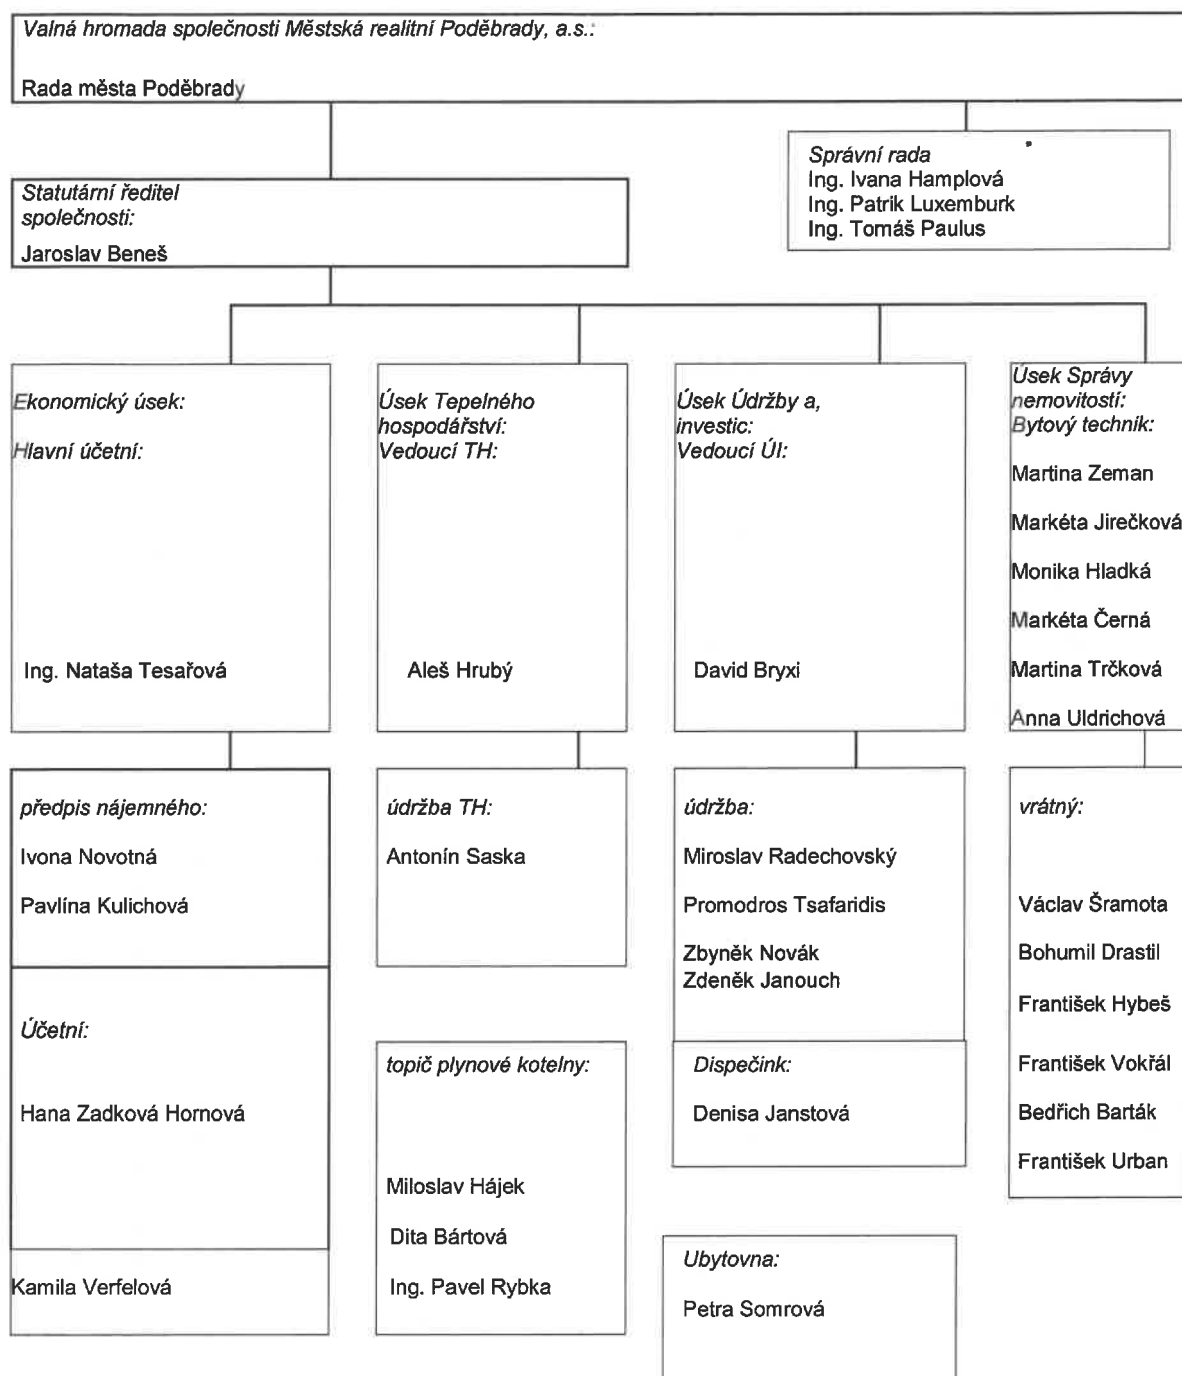 Valná hromada společnosti Městská realitní Poděbrady, a.s.:
Rada města Poděbrady
Správní rada
Ing. Ivana Hamplová
Ing. Patrik Luxemburk
Ing. Tomáš Paulus
Statutární ředitel
společnosti:
Jaroslav Beneš
Ekonomický úsek:
Hlavní účetní:
Ing. Nataša Tesařová
Úsek Tepelného
hospodářství:
Vedoucí TH:
Aleš Hrubý
Úsek Údržby a,
investic:
Vedoucí ÚI:
David Bryxi
Úsek Správy
nemovitostí:
Bytový technik:
Martina Zeman
Markéta Jirečková
Monika Hladká
Markéta Černá
Martina Trčková
Anna Uldrichová
předpis nájemného:
Ivona Novotná
Pavlína Kulichová
Účetní:
Hana Zadková Hornová
Kamila Verfelová
údržba TH:
Antonín Saska
topič plynové kotelny:
Miloslav Hájek
Dita Bártová
Ing. Pavel Rybka
údržba:
Miroslav Radechovský
Promodros Tsafaridis
Zbyněk Novák
Zdeněk Janouch
Dispečink:
Denisa Janstová
Ubytovna:
Petra Somrová
vrátný:
Václav Šramota
Bohumil Drastil
František Hybeš
František Vokřál
Bedřich Barták
František Urban